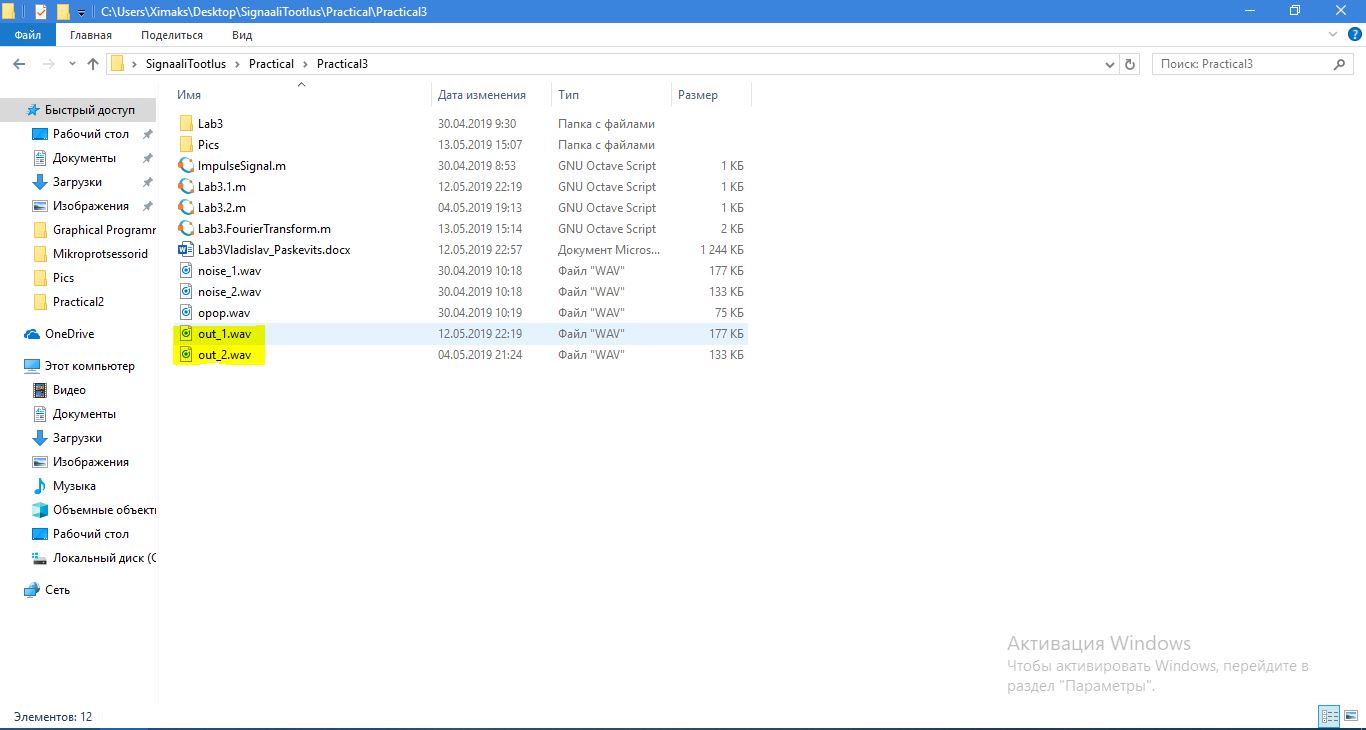 C:\Users\Ximaks\Desktop\SignaaliTootlus\Practical\Practical3
Файл Главная Поделиться Вид
SignaaliTootlus Practical Practical3
Поиск: Practical3
Имя Дата изменения Тип Размер
Быстрый доступ
Рабочий стол
Документы
Загрузки
Изображения
Graphical Programr
Mikroprotsessorid
Pics
Practical2
OneDrive
Этот компьютер
Видео
Документы
Загрузки
Изображения
Музыка
Объемные объекты
Рабочий стол
Локальный диск (C
Сеть
Lab3 30.04.2019 9:30 Папка с файлами
Pics 13.05.2019 15:07 Папка с файлами
ImpulseSignal.m 30.04.2019 8:53 GNU Octave Script 1 КБ
Lab3.1.m 12.05.2019 22:19 GNU Octave Script 1 КБ
Lab3.2.m 04.05.2019 19:13 GNU Octave Script 1 КБ
Lab3.FourierTransform.m 13.05.2019 15:14 GNU Octave Script 2 КБ
Lab3Vladislav_Paskevits.docx 12.05.2019 22:57 Документ Micros... 1 244 КБ
noise_1.wav 30.04.2019 10:18 Файл "WAV" 177 КБ
noise_2.wav 30.04.2019 10:18 Файл "WAV" 133 КБ
opop.wav 30.04.2019 10:19 Файл "WAV" 75 КБ
out_1.wav 12.05.2019 22:19 Файл "WAV" 177 КБ
out_2.wav 04.05.2019 21:24 Файл "WAV" 133 КБ
Активация Windows
Чтобы активировать Windows, перейдите в
раздел "Параметры".
Элементов: 12